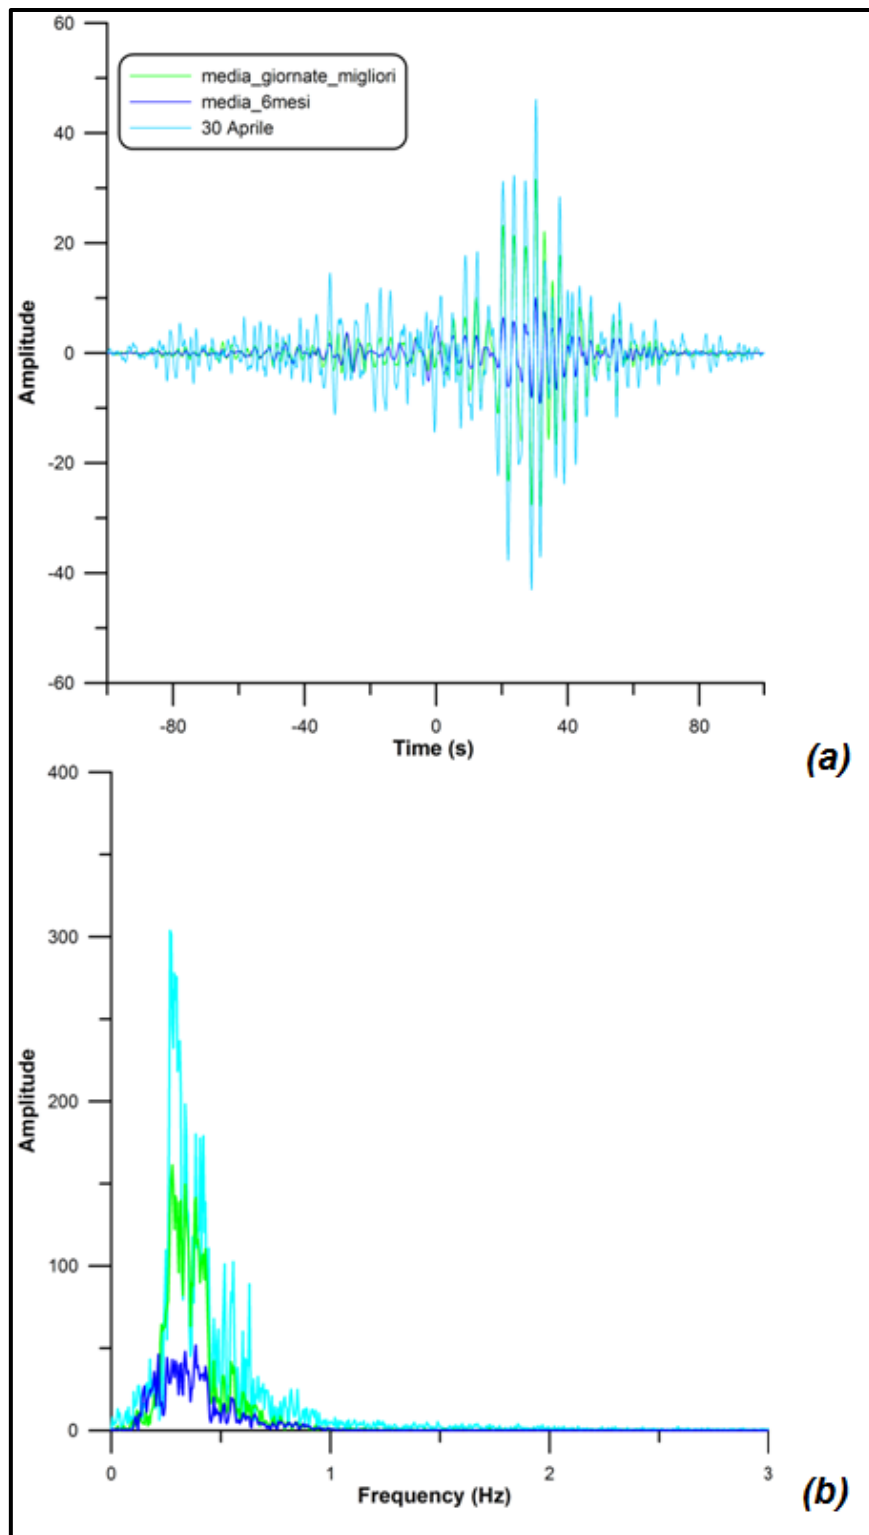 60
media_giornate_migliori
media_6mesi
30 Aprile
40
20
0
-20
-40
-60
Amplitude
-80
-40
0
40
80
Time (s)
(a)
400
300
200
100
0
Amplitude
0
1
2
3
Frequency (Hz)
(b)